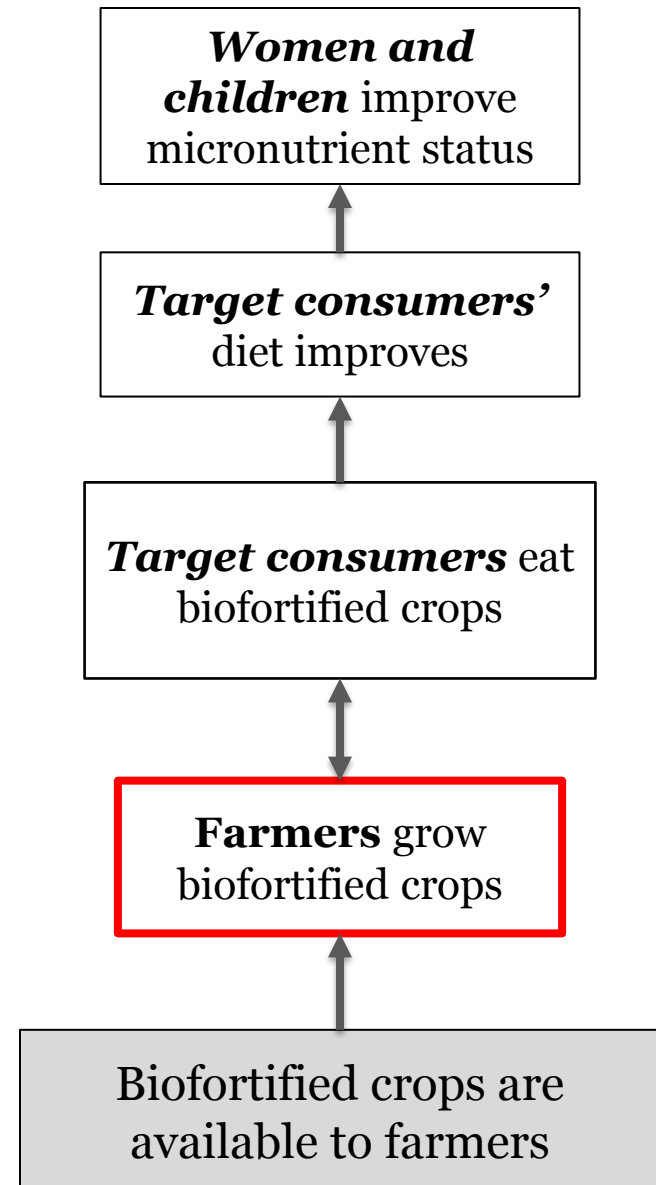 Women and
children improve
micronutrient status
Target consumers’
diet improves
Target consumers eat
biofortified crops
Farmers grow
biofortified crops
Biofortified crops are
available to farmers